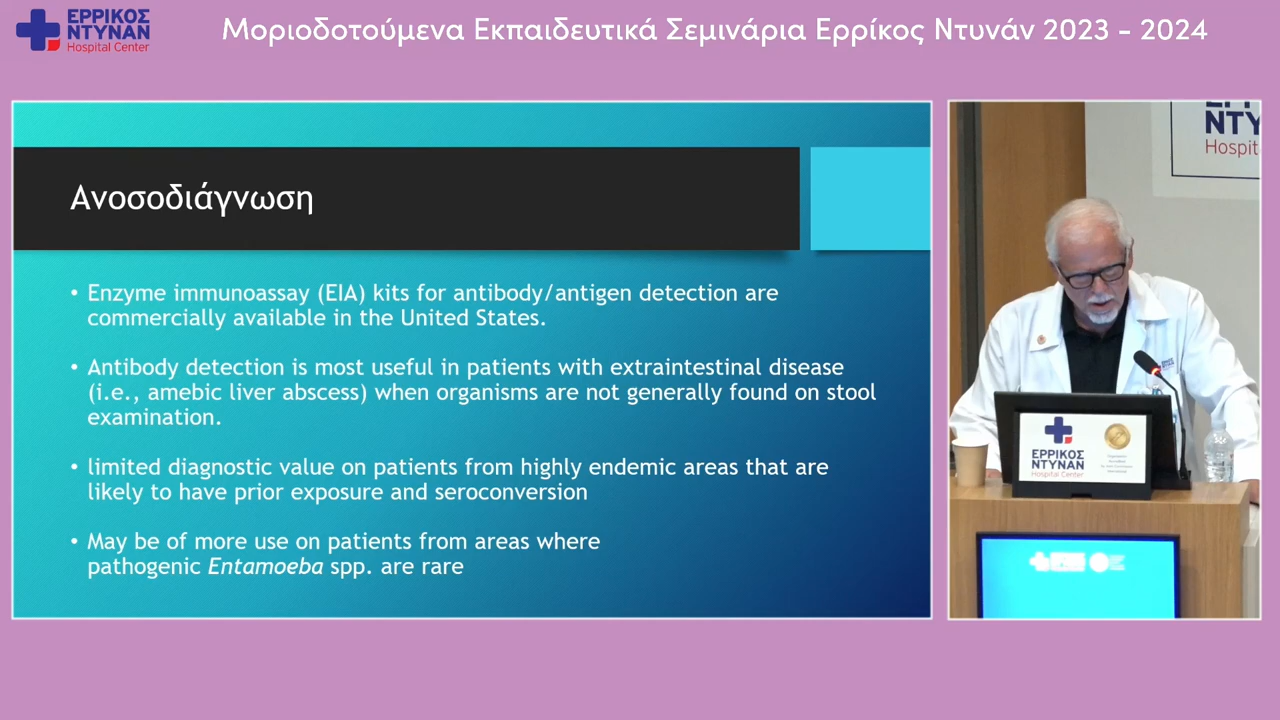 ΕΡΡΙΚΟΣ
ΝΤΥΝΑΝ
Hospital Center
Μοριοδοτούμενα Εκπαιδευτικά Σεμινάρια Ερρίκος Ντυνάν 2023 - 2024
Ανοσοδιάγνωση
• Enzyme immunoassay (EIA) kits for antibody/antigen detection are
commercially available in the United States.
• Antibody detection is most useful in patients with extraintestinal disease
(i.e., amebic liver abscess) when organisms are not generally found on stool
examination.
• limited diagnostic value on patients from highly endemic areas that are
likely to have prior exposure and seroconversion
• May be of more use on patients from areas where
pathogenic Entamoeba spp. are rare
ΝΤΥ
Hospit
ΕΡΡΙΚΟΣ
ΝΤΥΝΑΝ
Hospital Center